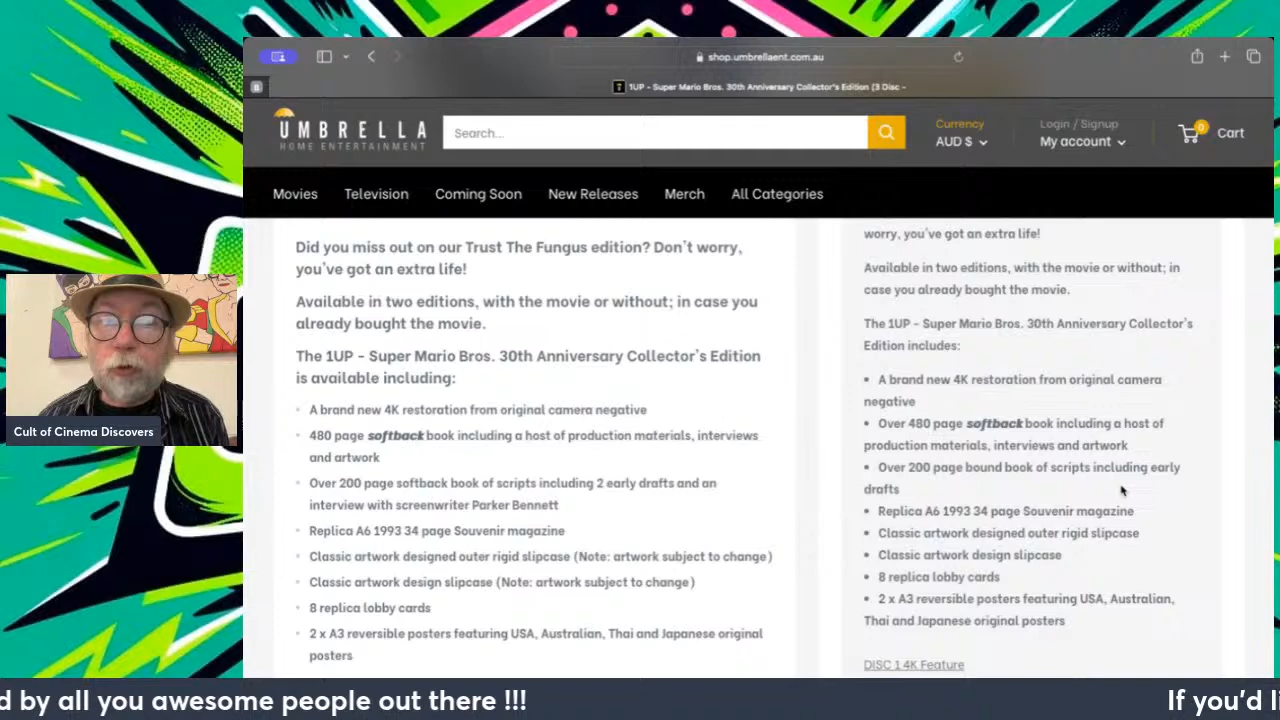 shop.umbrellaent.com.au
1UP - Super Mario Bros. 30th Anniversary Collector's Edition (3 Disc -
UMBRELLA
HOME ENTERTAINMENT
Search...
Currency
AUD $
Login / Signup
My account
0
Cart
Movies
Television
Coming Soon
New Releases
Merch
All Categories
Did you miss out on our Trust The Fungus edition? Don't worry,
you've got an extra life!
Available in two editions, with the movie or without; in case you
already bought the movie.
The 1UP - Super Mario Bros. 30th Anniversary Collector's Edition
is available including:
A brand new 4K restoration from original camera negative
480 page softback book including a host of production materials, interviews
and artwork
Over 200 page softback book of scripts including 2 early drafts and an
interview with screenwriter Parker Bennett
Replica A6 1993 34 page Souvenir magazine
Classic artwork designed outer rigid slipcase (Note: artwork subject to change)
Classic artwork design slipcase (Note: artwork subject to change)
8 replica lobby cards
2 x A3 reversible posters featuring USA, Australian, Thai and Japanese original
posters
worry, you've got an extra life!
Available in two editions, with the movie or without; in
case you already bought the movie.
The 1UP - Super Mario Bros. 30th Anniversary Collector's
Edition includes:
• A brand new 4K restoration from original camera
negative
• Over 480 page softback book including a host of
production materials, interviews and artwork
• Over 200 page bound book of scripts including early
drafts
• Replica A6 1993 34 page Souvenir magazine
• Classic artwork designed outer rigid slipcase
• Classic artwork design slipcase
• 8 replica lobby cards
• 2 x A3 reversible posters featuring USA, Australian,
Thai and Japanese original posters
DISC 1 4K Feature
Cult of Cinema Discovers
d by all you awesome people out there !!!
If you'd li